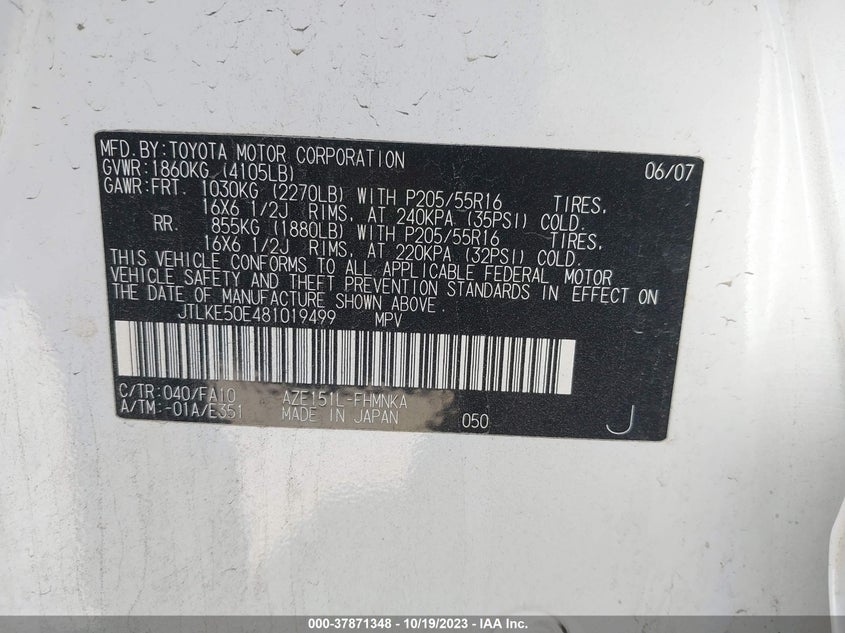 MFD.BY:TOYOTA MOTOR CORPORATION 06/07
GVWR:1860KG (4105LB)
GAWR:FRT. 1030KG (2270LB) WITH P205/55R16 TIRES,
16X6 1/2J RIMS, AT 240KPA (35PSI) COLD.
RR. 855KG (1880LB) WITH P205/55R16 TIRES,
16X6 1/2J RIMS, AT 220KPA (32PSI) COLD.
THIS VEHICLE CONFORMS TO ALL APPLICABLE FEDERAL MOTOR
VEHICLE SAFETY AND THEFT PREVENTION STANDARDS IN EFFECT ON
THE DATE OF MANUFACTURE SHOWN ABOVE.
JTLKE50E481019499 MPV
C/TR:040/FA10 AZE151L-FHMNKA
A/TM:-01A/E351 MADE IN JAPAN 050 J
000-37871348 - 10/19/2023 - IAA Inc.